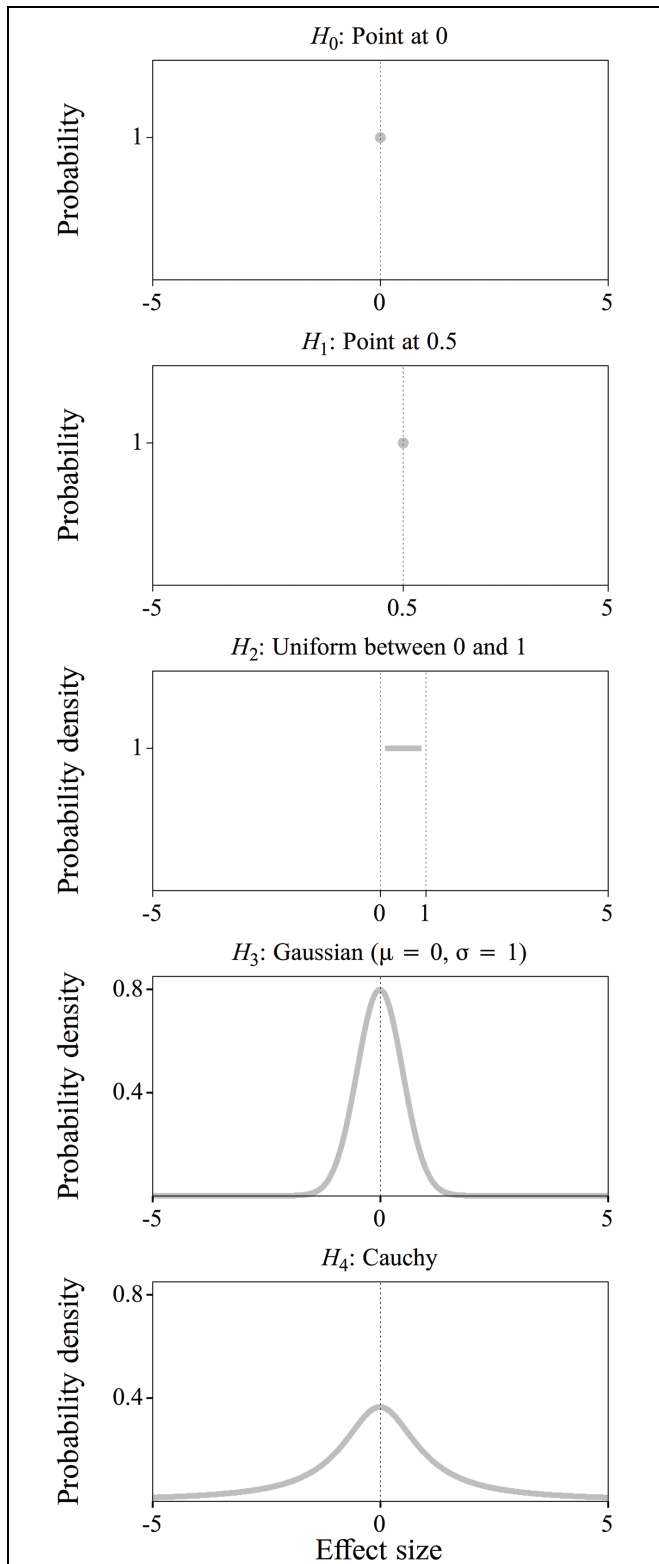 H0: Point at 0
Probability
1
-5 0 5
H1: Point at 0.5
Probability
1
-5 0.5 5
H2: Uniform between 0 and 1
Probability density
1
-5 0 1 5
H3: Gaussian (μ = 0, σ = 1)
Probability density
0.8
0.4
-5 0 5
H4: Cauchy
Probability density
0.8
0.4
-5 0 5
Effect size